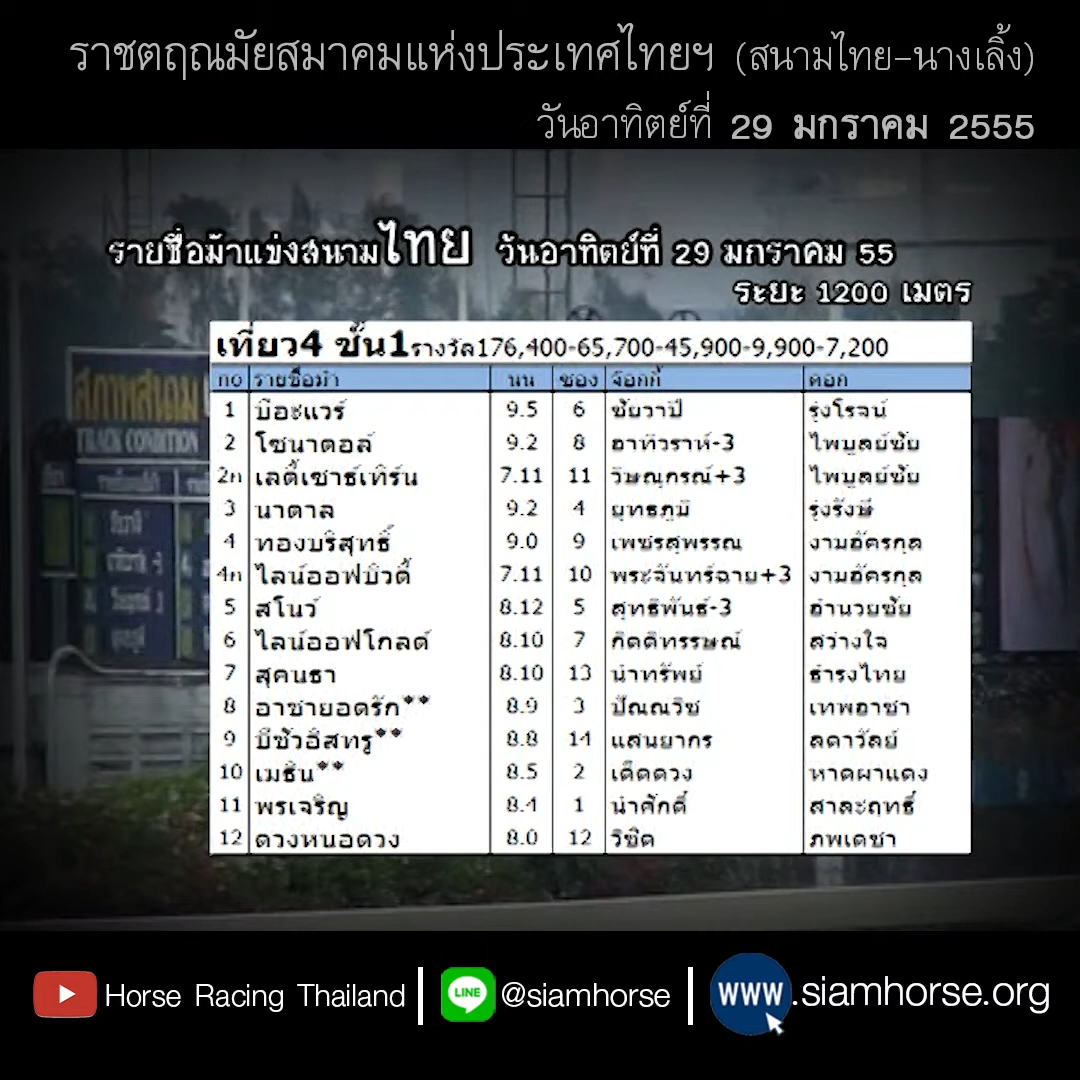 ราชตฤณมัยสมาคมแห่งประเทศไทยฯ (สนามไทย-นางเลิ้ง)
วันอาทิตย์ที่ 29 มกราคม 2555
รายชื่อม้าแข่งสนามไทย วันอาทิตย์ที่ 29 มกราคม 55
ระยะ 1200 เมตร
เที่ยว4 ชั้น1รางวัล176,400-65,700-45,900-9,900-7,200
no รายชื่อม้า นน ซอง จ๊อกกี้ คอก
1 บีอะแวร์ 9.5 6 ชัยวาปี รุ่งโรจน์
2 โซนาตอล์ 9.2 8 อาทิวราห์-3 ไพบูลย์ชัย
2ก เลดี้เซาธ์เทิร์น 7.11 11 วิษณุกรณ์+3 ไพบูลย์ชัย
3 นาตาล 9.2 4 ยุทธภูมิ รุ่งรังษี
4 ทองบริสุทธิ์ 9.0 9 เพชรสุพรรณ งามอัครกุล
4ก ไลน์ออฟบิวตี้ 7.11 10 พระจันทร์ฉาย+3 งามอัครกุล
5 สโนว์ 8.12 5 สุทธิพันธ์-3 อำนวยชัย
6 ไลน์ออฟโกลด์ 8.10 7 กิตติทรรษณ์ สว่างใจ
7 สุคนธา 8.10 13 นำทรัพย์ ธำรงไทย
8 อาชายอดรัก** 8.9 3 ปัณณวิช เทพอาชา
9 บีชัวอิสทรู** 8.8 14 แสนยากร ลดาวัลย์
10 เมธิน** 8.5 2 เด็ดดวง หาดผาแดง
11 พรเจริญ 8.4 1 นำศักดิ์ สาละฤทธิ์
12 ดวงหนอดวง 8.0 12 วิชิต ภพเดชา
สภาพสนาม
TRACK CONDITION
Horse Racing Thailand | LINE @siamhorse | www.siamhorse.org